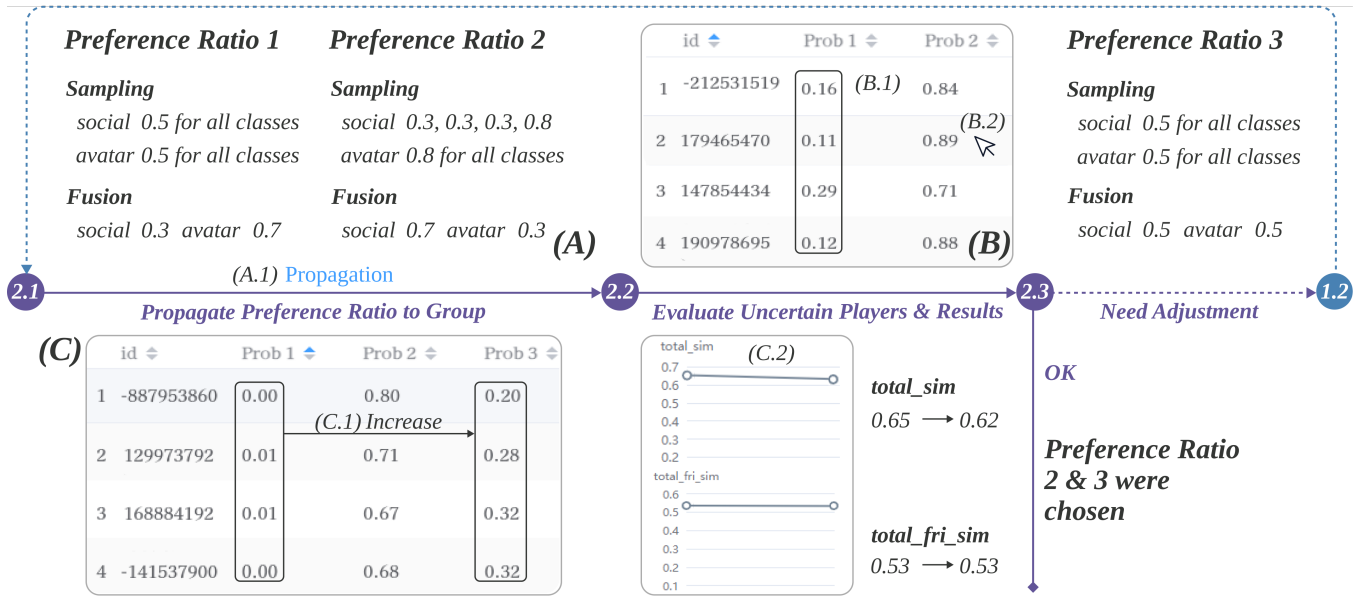 Preference Ratio 1
Sampling
social 0.5 for all classes
avatar 0.5 for all classes
Fusion
social 0.3 avatar 0.7
Preference Ratio 2
Sampling
social 0.3, 0.3, 0.3, 0.8
avatar 0.8 for all classes
Fusion
social 0.7 avatar 0.3
(A)
id Prob 1 Prob 2
1 -212531519 0.16 (B.1) 0.84
(B.2)
2 179465470 0.11 0.89
3 147854434 0.29 0.71
4 190978695 0.12 0.88
(B)
Preference Ratio 3
Sampling
social 0.5 for all classes
avatar 0.5 for all classes
Fusion
social 0.5 avatar 0.5
(A.1) Propagation
2.1
2.2
2.3
1.2
Propagate Preference Ratio to Group
Evaluate Uncertain Players & Results
Need Adjustment
(C)
id Prob 1 Prob 2 Prob 3
1 -887953860 0.00 0.80 0.20
(C.1) Increase
2 129973792 0.01 0.71 0.28
3 168884192 0.01 0.67 0.32
4 -141537900 0.00 0.68 0.32
total_sim
(C.2)
0.7
0.6
0.5
0.4
0.3
0.2
total_fri_sim
0.6
0.5
0.4
0.3
0.2
0.1
total_sim
0.65 0.62
total_fri_sim
0.53 0.53
OK
Preference Ratio
2 & 3 were
chosen